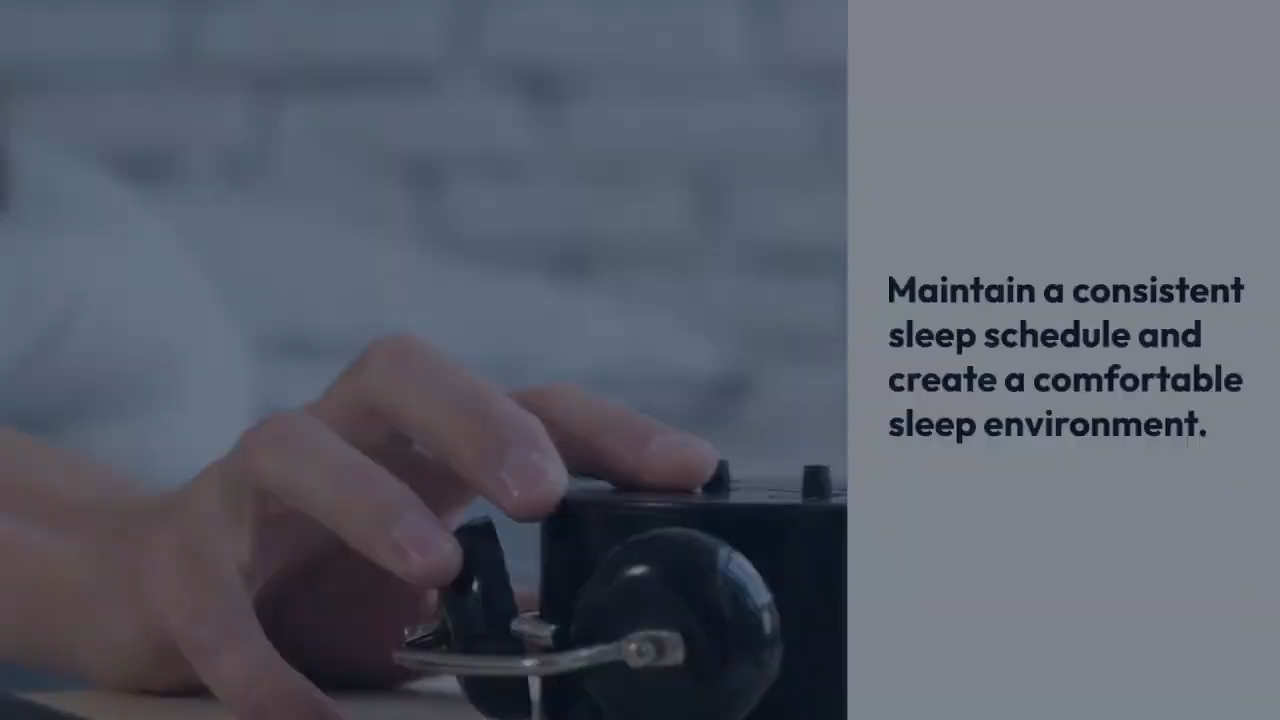 Maintain a consistent
sleep schedule and
create a comfortable
sleep environment.